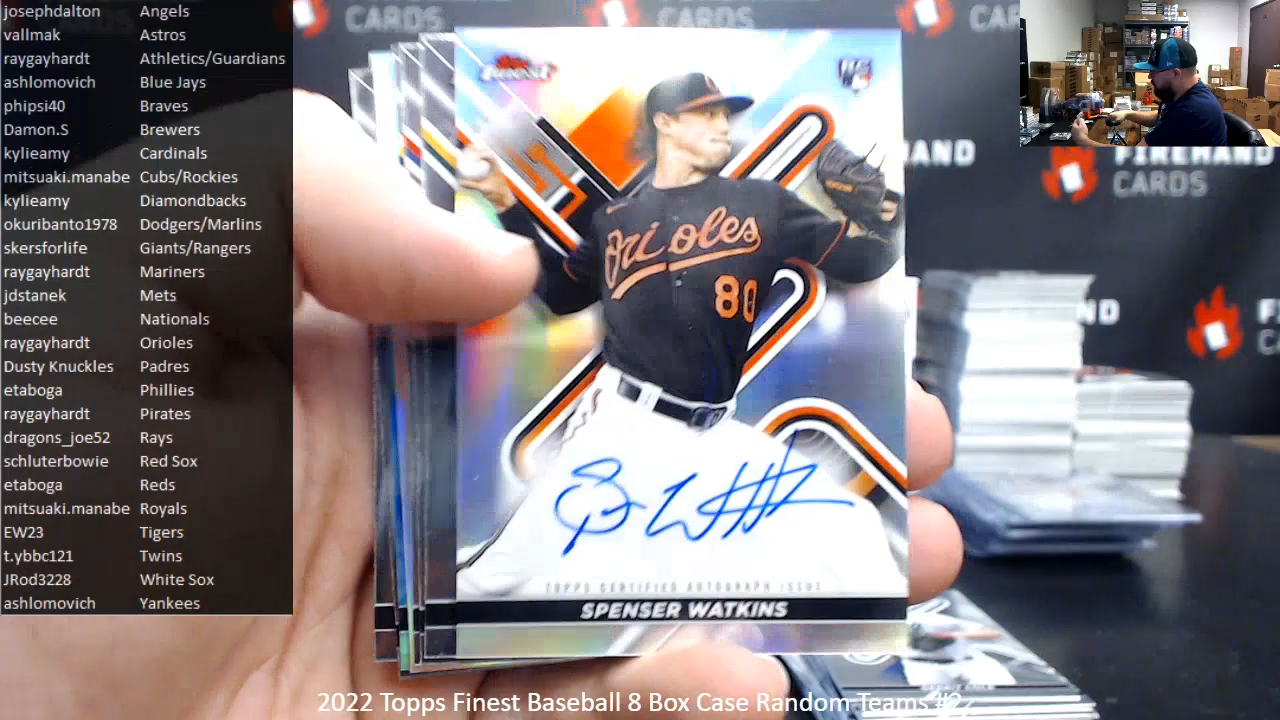 josephdalton Angels
vallmak Astros
raygayhardt Athletics/Guardians
ashlomovich Blue Jays
phipsi40 Braves
Damon.S Brewers
kylieamy Cardinals
mitsuaki.manabe Cubs/Rockies
kylieamy Diamondbacks
okuribanto1978 Dodgers/Marlins
skersforlife Giants/Rangers
raygayhardt Mariners
jdstanek Mets
beecee Nationals
raygayhardt Orioles
Dusty Knuckles Padres
etaboga Phillies
raygayhardt Pirates
dragons_joe52 Rays
schluterbowie Red Sox
etaboga Reds
mitsuaki.manabe Royals
EW23 Tigers
t.ybbc121 Twins
JRod3228 White Sox
ashlomovich Yankees
CARDS
CARDS
Topps Finest
RC
Orioles
80
TOPPS CERTIFIED AUTOGRAPH ISSUE
SPENSER WATKINS
FIREHAND
CARDS
2022 Topps Finest Baseball 8 Box Case Random Teams #2